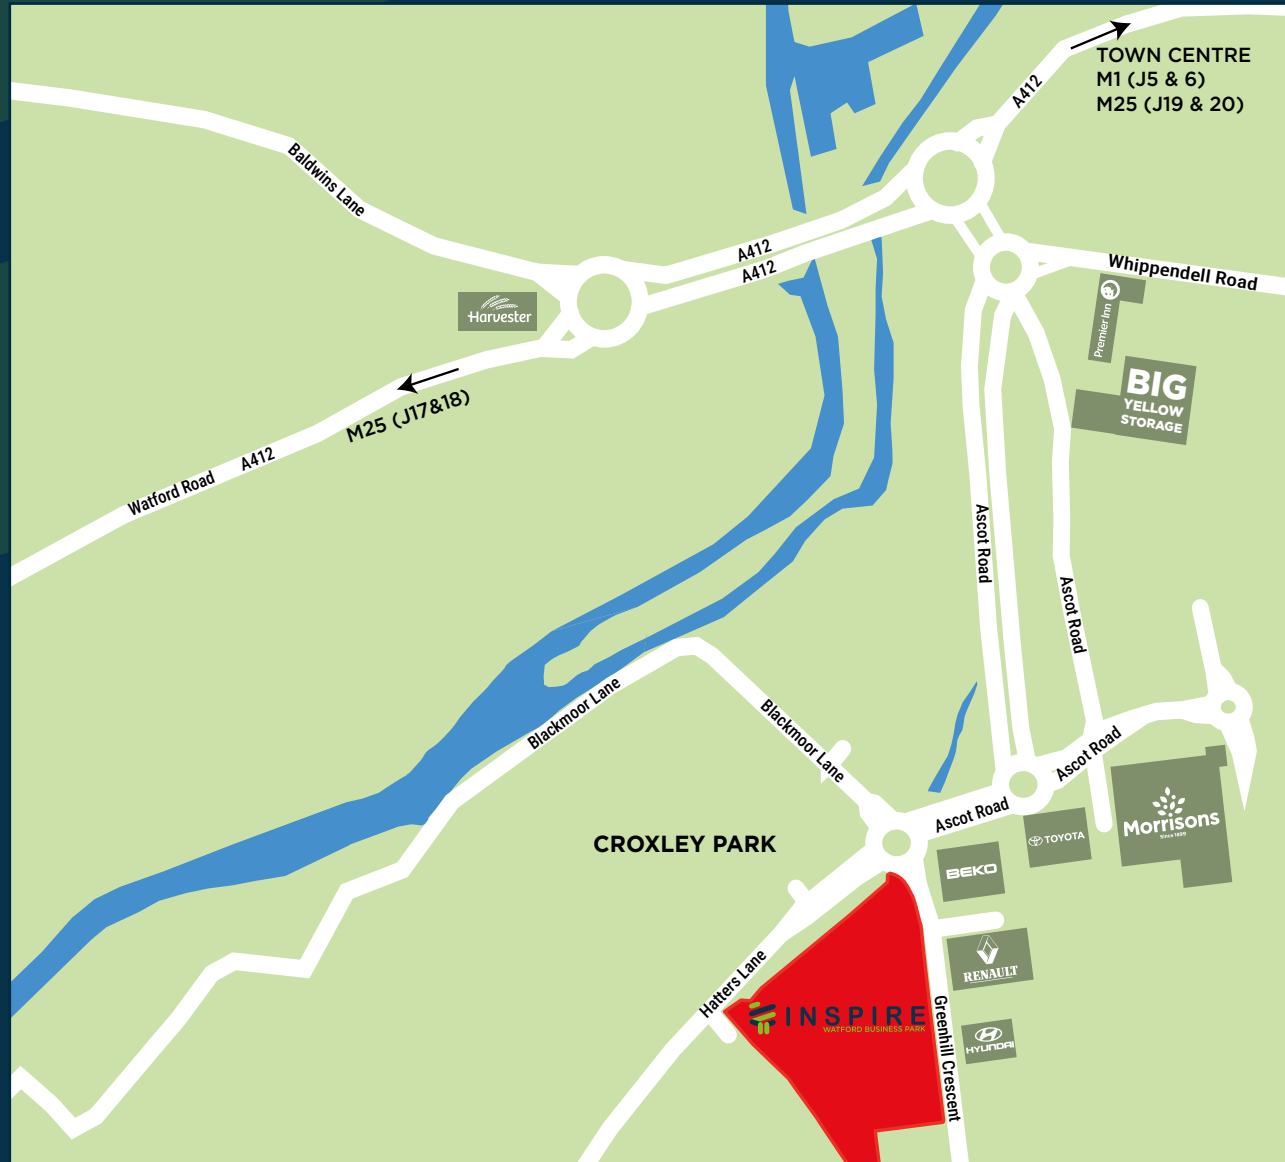 TOWN CENTRE
M1 (J5 & 6)
M25 (J19 & 20)
A412
Baldwins Lane
A412
A412
Whippendell Road
Premier Inn
Harvester
BIG
YELLOW
STORAGE
M25 (J17&18)
A412
Watford Road
Ascot Road
Ascot Road
Blackmoor Lane
Blackmoor Lane
Ascot Road
Ascot Road
Morrisons
Since 1899
TOYOTA
CROXLEY PARK
BEKO
RENAULT
Hatters Lane
INSPIRE
WATFORD BUSINESS PARK
Greenhill Crescent
HYUNDAI